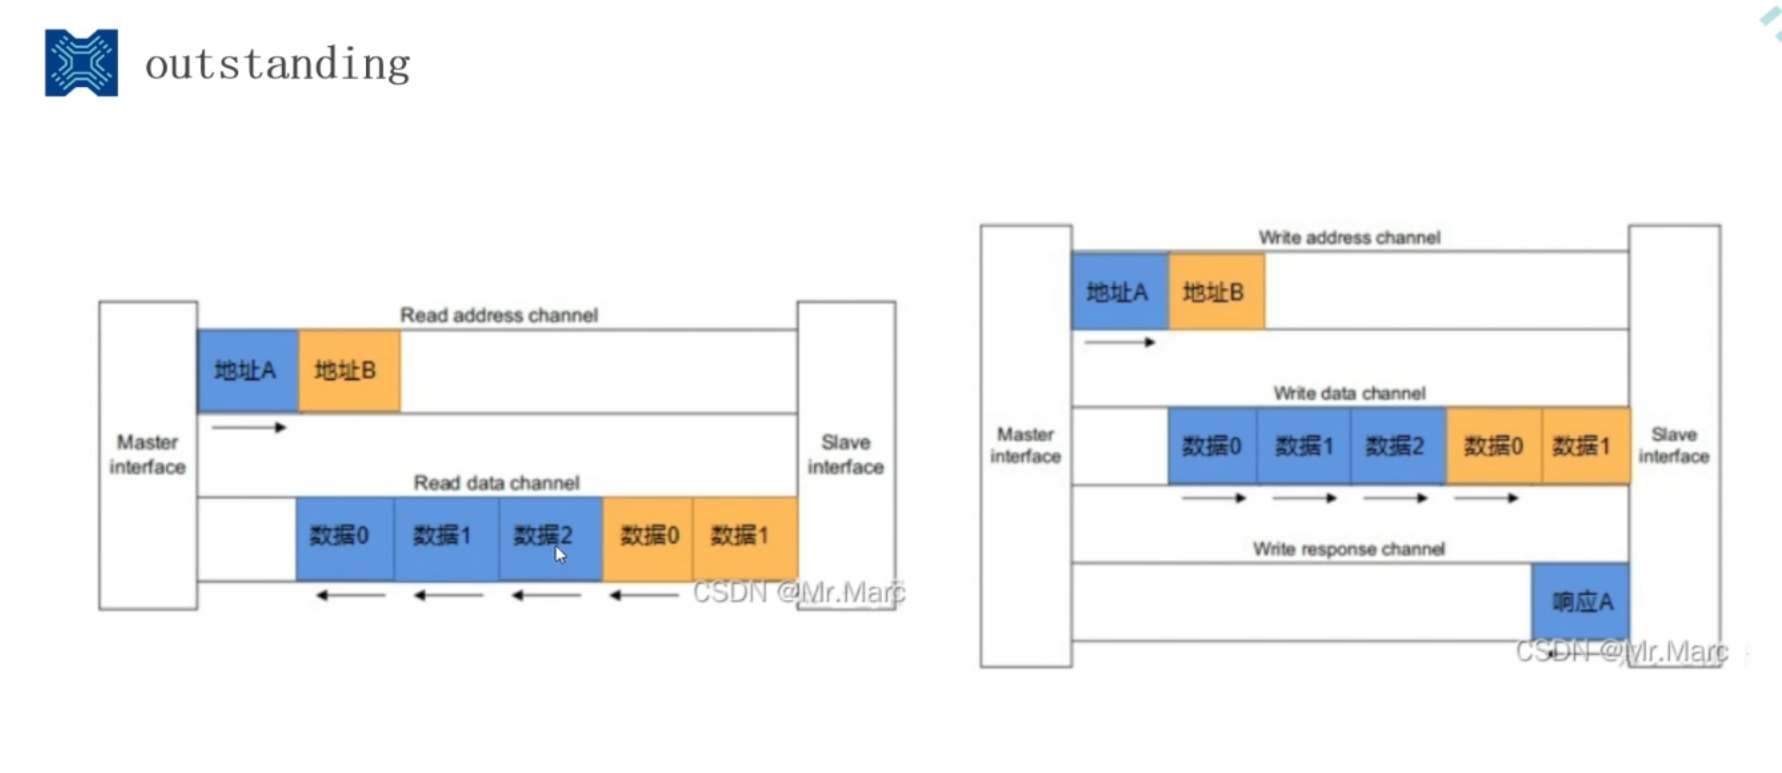 outstanding
Read address channel
地址A
地址B
Master
interface
Slave
interface
Read data channel
数据0
数据1
数据2
数据0
数据1
CSDN @Mr.Marc
Write address channel
地址A
地址B
Write data channel
Master
interface
数据0
数据1
数据2
数据0
数据1
Slave
interface
Write response channel
响应A
CSDN @Mr.Marc